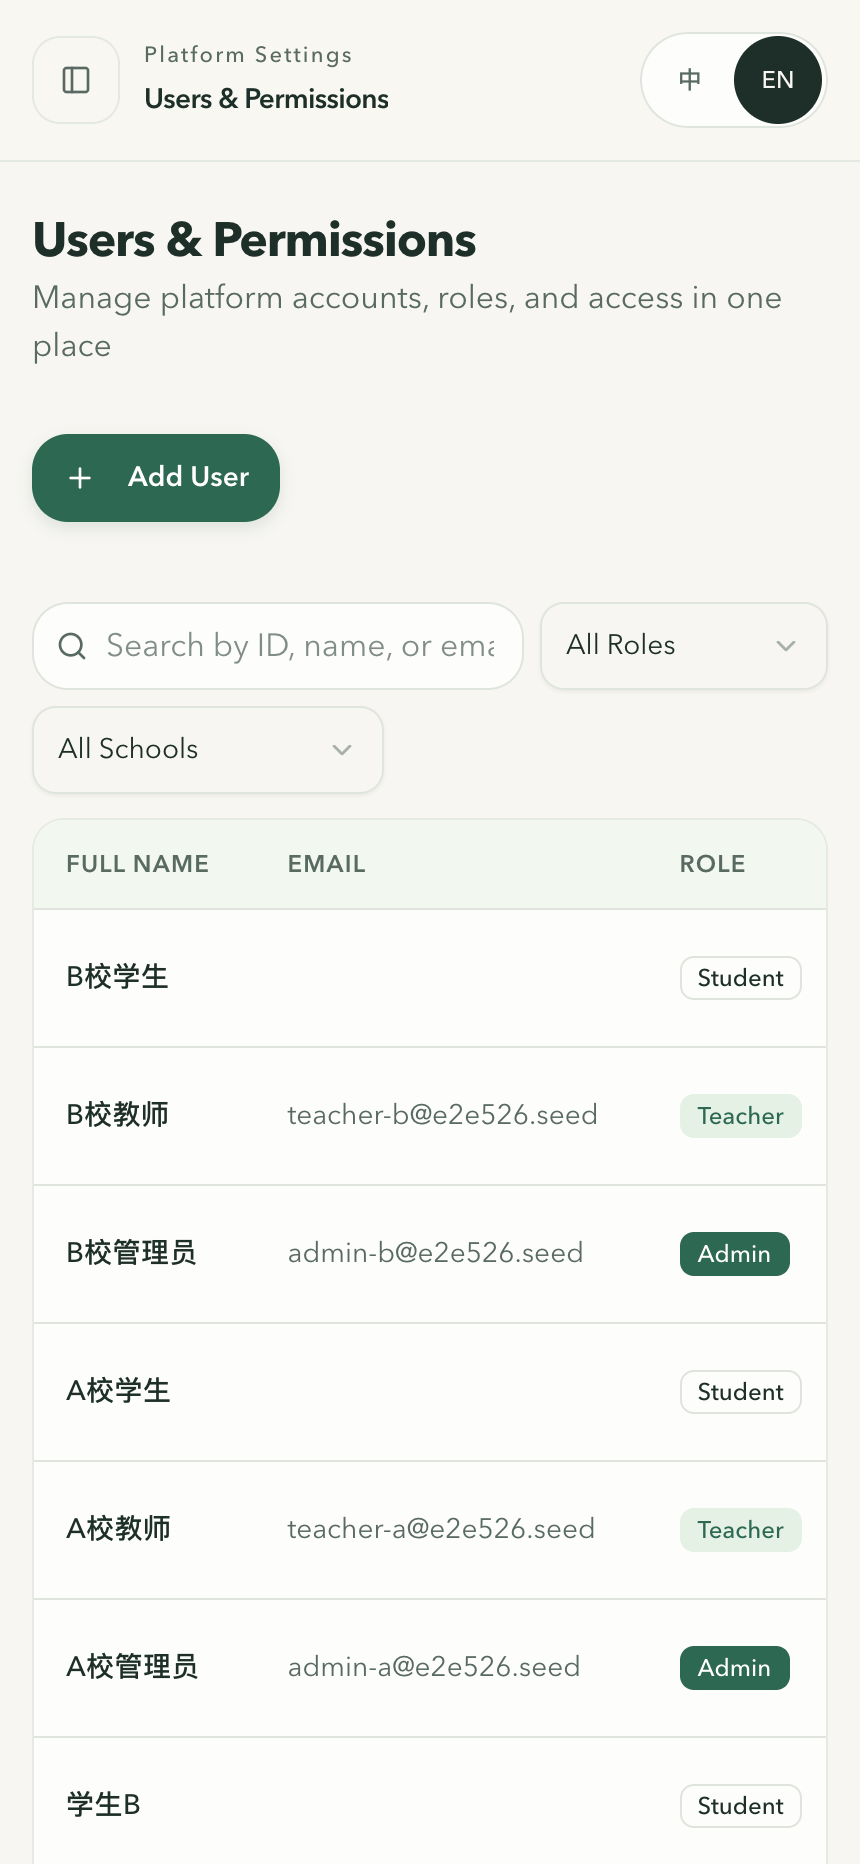 Platform Settings
Users & Permissions
中 EN
Users & Permissions
Manage platform accounts, roles, and access in one
place
Add User
Search by ID, name, or ema
All Roles
All Schools
FULL NAME EMAIL ROLE
B校学生 Student
B校教师 teacher-b@e2e526.seed Teacher
B校管理员 admin-b@e2e526.seed Admin
A校学生 Student
A校教师 teacher-a@e2e526.seed Teacher
A校管理员 admin-a@e2e526.seed Admin
学生B Student